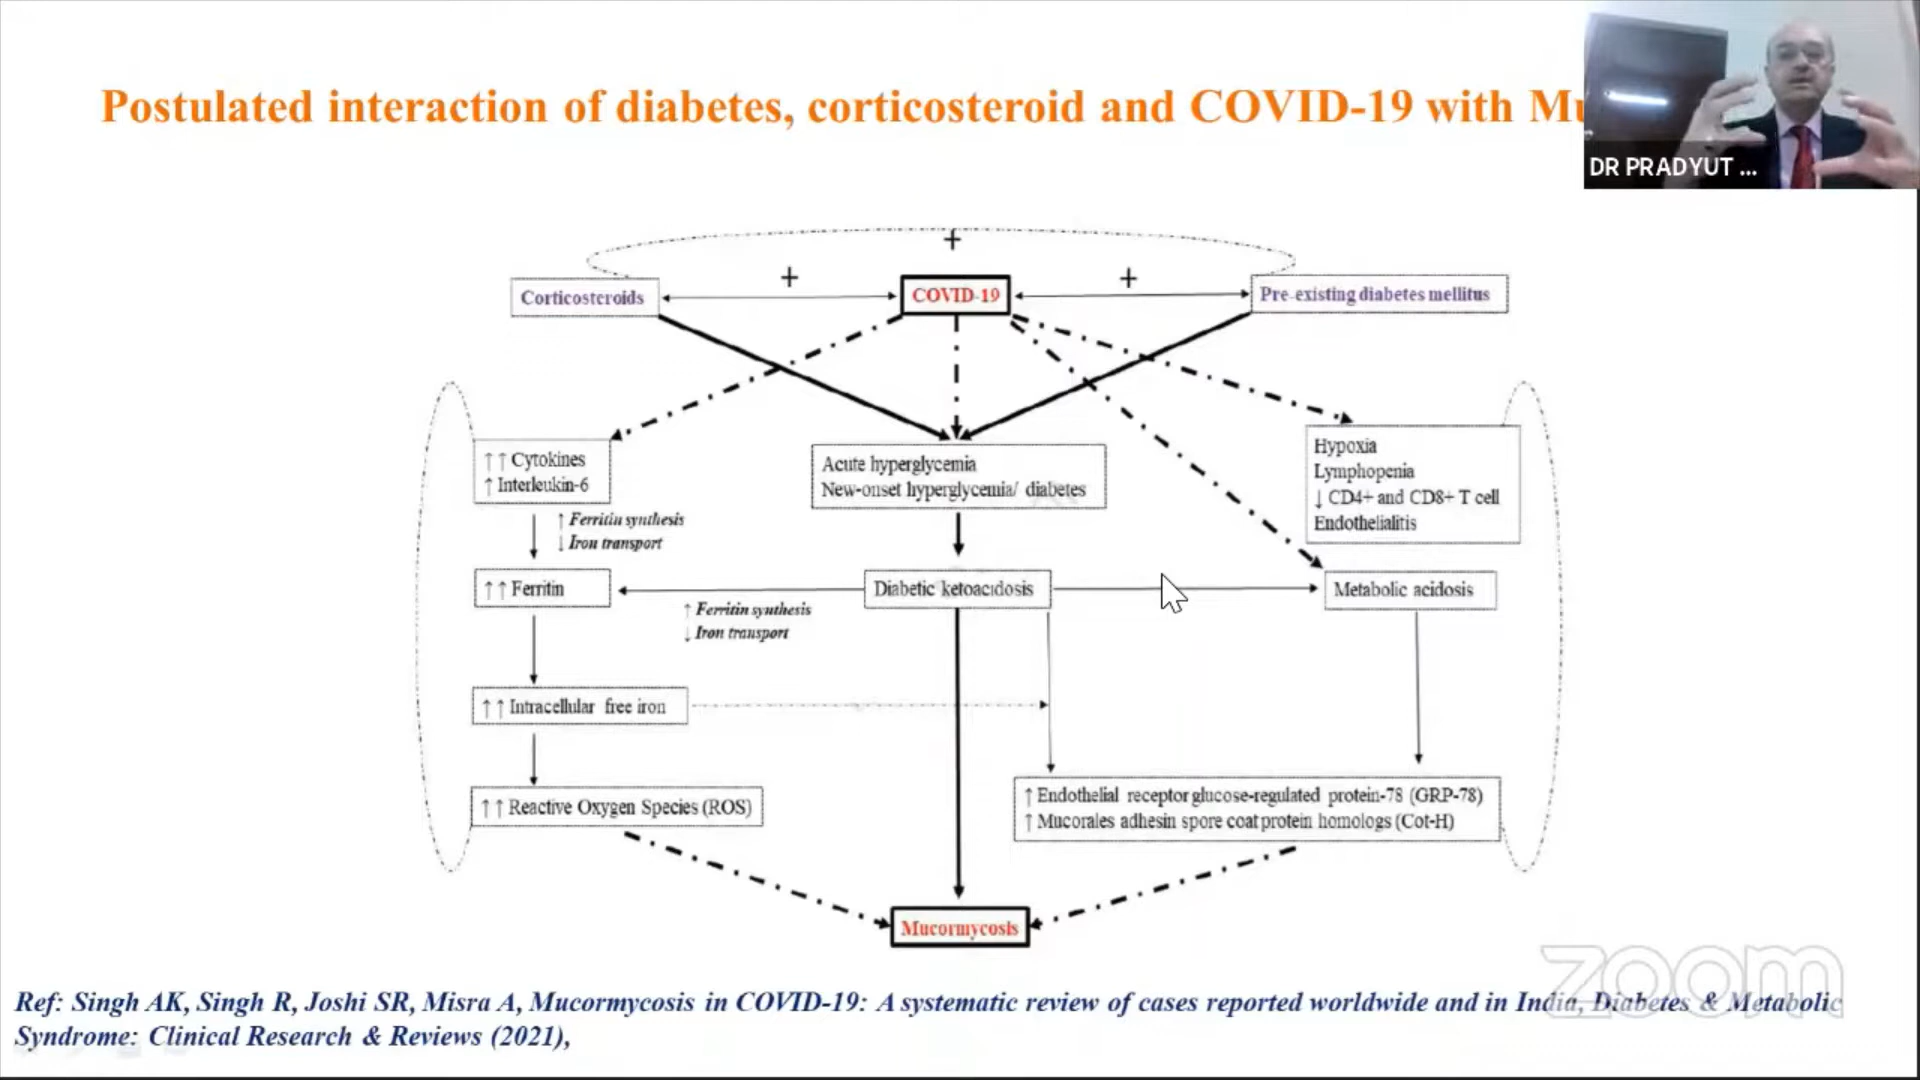 Postulated interaction of diabetes, corticosteroid and COVID-19 with
DR PRADYUT ...
+
+
+
Corticosteroids
COVID-19
Pre-existing diabetes mellitus
↑↑ Cytokines
↑ Interleukin-6
Acute hyperglycemia
New-onset hyperglycemia/ diabetes
Hypoxia
Lymphopenia
↓ CD4+ and CD8+ T cell
Endothelialitis
↑ Ferritin synthesis
↓ Iron transport
↑↑ Ferritin
Diabetic ketoacidosis
Metabolic acidosis
↑ Ferritin synthesis
↓ Iron transport
↑↑ Intracellular free iron
↑↑ Reactive Oxygen Species (ROS)
↑ Endothelial receptor glucose-regulated protein-78 (GRP-78)
↑ Mucorales adhesin spore coat protein homologs (Cot-H)
Mucormycosis
zoom
Ref: Singh AK, Singh R, Joshi SR, Misra A, Mucormycosis in COVID-19: A systematic review of cases reported worldwide and in India, Diabetes & Metabolic
Syndrome: Clinical Research & Reviews (2021),